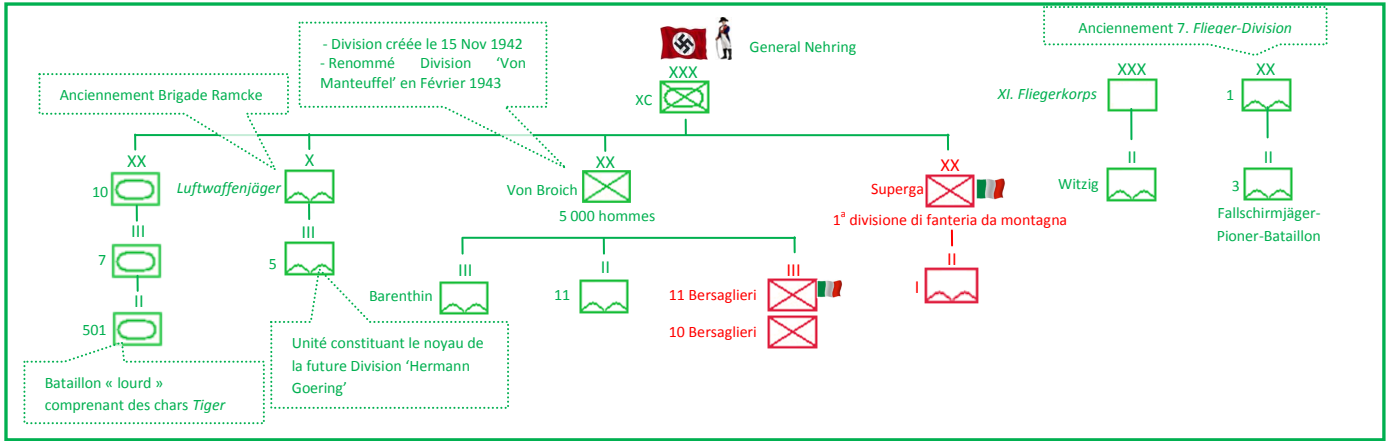 Anciennement 7. Flieger-Division
- Division créée le 15 Nov 1942
- Renommé Division ‘Von
Manteuffel’ en Février 1943
General Nehring
Anciennement Brigade Ramcke
XXX
XC
XXX
XI. Fliegerkorps
XX
1
XX
10
X
Luftwaffenjäger
XX
Von Broich
5 000 hommes
XX
Superga
1ª divisione di fanteria da montagna
II
Witzig
II
3
Fallschirmjäger-
Pioner-Bataillon
III
7
III
5
III
Barenthin
II
11
III
11 Bersaglieri
10 Bersaglieri
II
I
II
501
Bataillon « lourd »
comprenant des chars Tiger
Unité constituant le noyau de
la future Division ‘Hermann
Goering’